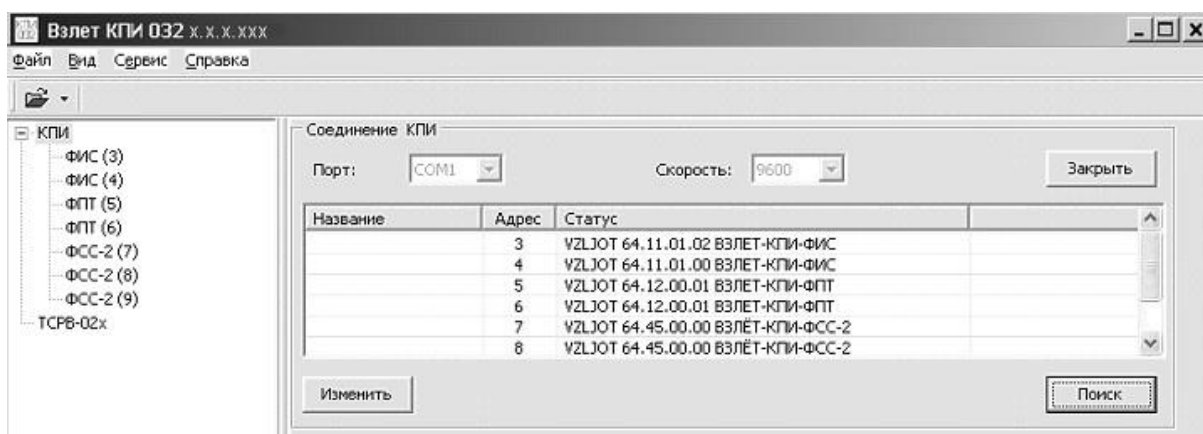 Взлет КПИ 032 x.x.x.xxx
Файл Вид Сервис Справка
КПИ
ФИС (3)
ФИС (4)
ФПТ (5)
ФПТ (6)
ФСС-2 (7)
ФСС-2 (8)
ФСС-2 (9)
ТСРВ-02x
Соединение КПИ
Порт: COM1 Скорость: 9600 Закрыть
Название Адрес Статус
3 VZLJOT 64.11.01.02 ВЗЛЕТ-КПИ-ФИС
4 VZLJOT 64.11.01.00 ВЗЛЕТ-КПИ-ФИС
5 VZLJOT 64.12.00.01 ВЗЛЕТ-КПИ-ФПТ
6 VZLJOT 64.12.00.01 ВЗЛЕТ-КПИ-ФПТ
7 VZLJOT 64.45.00.00 ВЗЛЁТ-КПИ-ФСС-2
8 VZLJOT 64.45.00.00 ВЗЛЁТ-КПИ-ФСС-2
Изменить Поиск